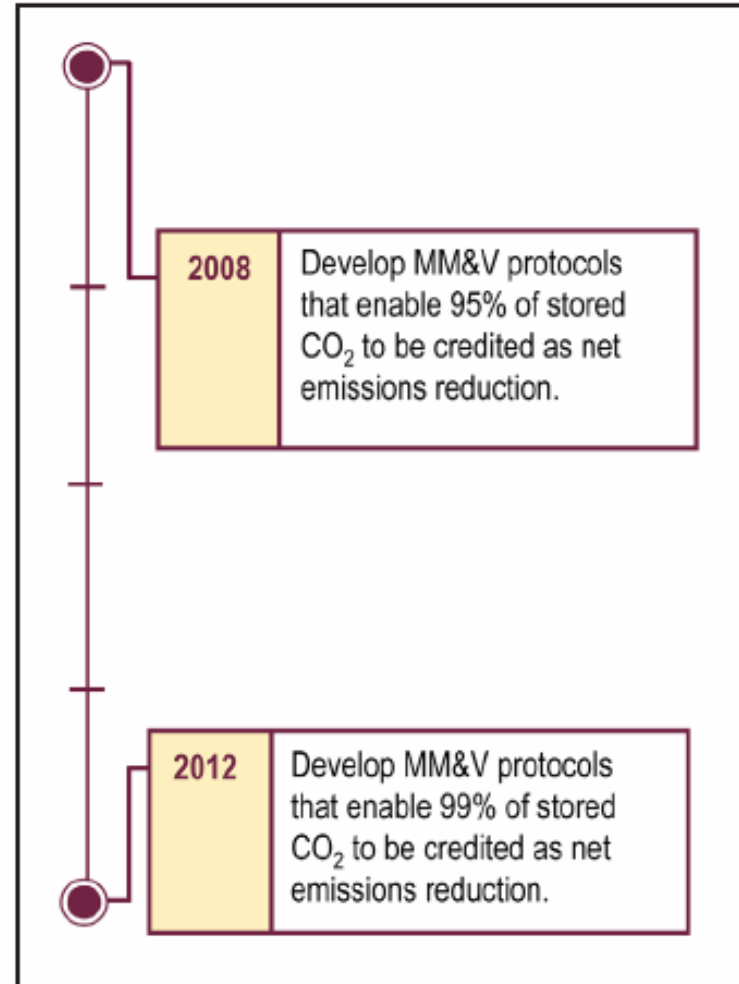 2008
Develop MM&V protocols
that enable 95% of stored
CO₂ to be credited as net
emissions reduction.
2012
Develop MM&V protocols
that enable 99% of stored
CO₂ to be credited as net
emissions reduction.